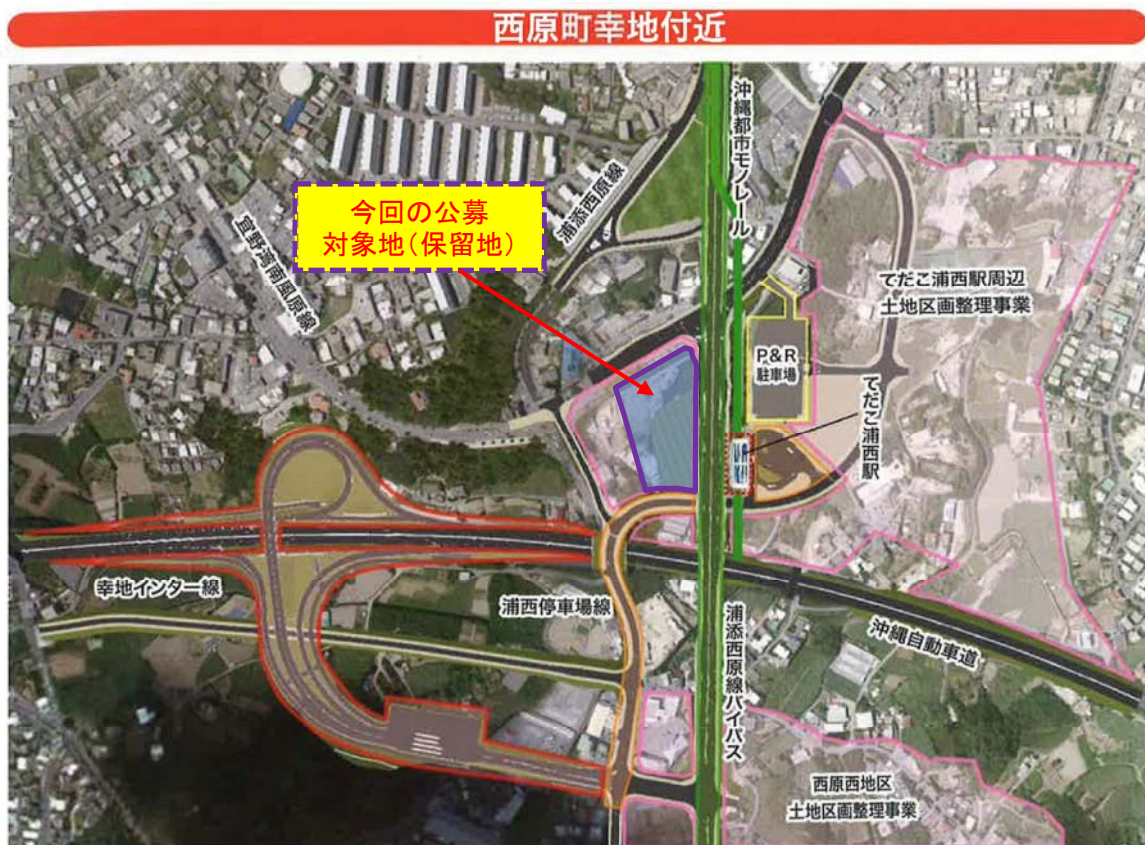 西原町幸地付近
沖縄都市モノレール
浦添西原線
今回の公募
対象地(保留地)
宜野湾南風原線
てだこ浦西駅周辺
土地区画整理事業
P&R
駐車場
てだこ浦西駅
幸地インター線
浦西停車場線
浦添西原線バイパス
沖縄自動車道
西原西地区
土地区画整理事業